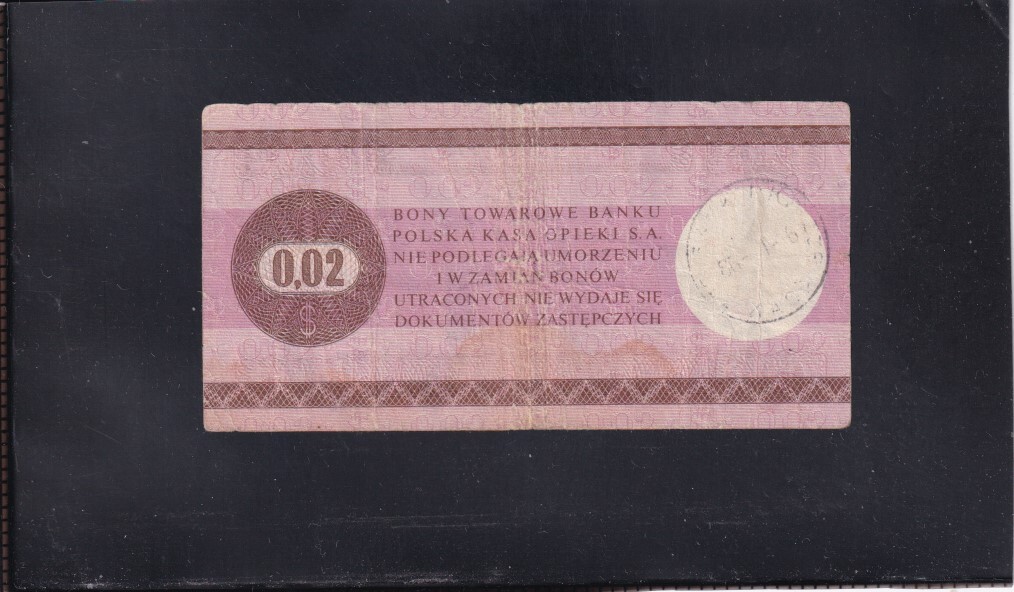 BONY TOWAROWE BANKU
POLSKA KASA OPIEKI S.A.
NIE PODLEGAJĄ UMORZENIU
I W ZAMIAN BONÓW
UTRACONYCH NIE WYDAJE SIĘ
DOKUMENTÓW ZASTĘPCZYCH
0,02
$